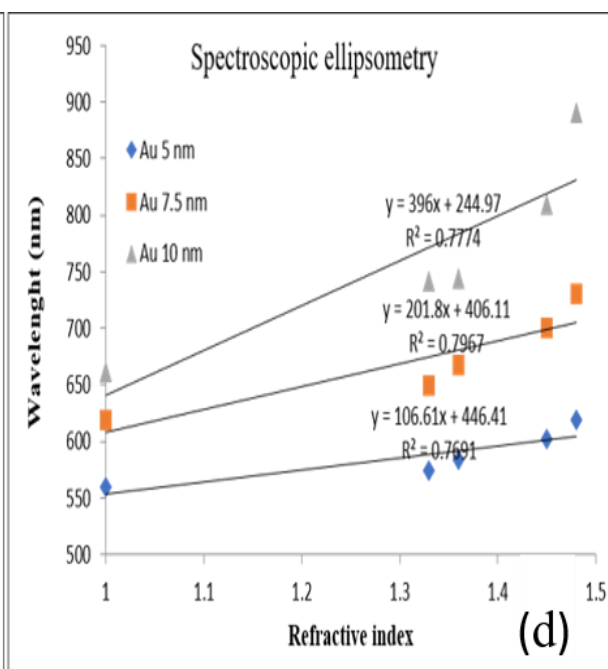 Spectroscopic ellipsometry
950
900
850
800
750
700
650
600
550
500
Wavelenght (nm)
Au 5 nm
Au 7.5 nm
Au 10 nm
y = 396x + 244.97
R² = 0.7774
y = 201.8x + 406.11
R² = 0.7967
y = 106.61x + 446.41
R² = 0.7691
1 1.1 1.2 1.3 1.4 1.5
Refractive index
(d)